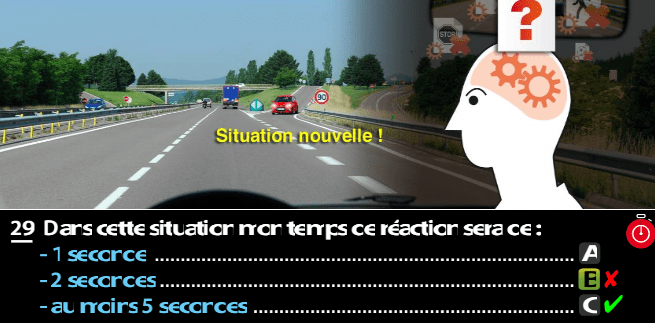 ?
STOP
90
Situation nouvelle !
29 Dans cette situation mon temps de réaction sera de :
- 1 seconde ........ A
- 2 secondes ........ B
- au moins 5 secondes ........ C